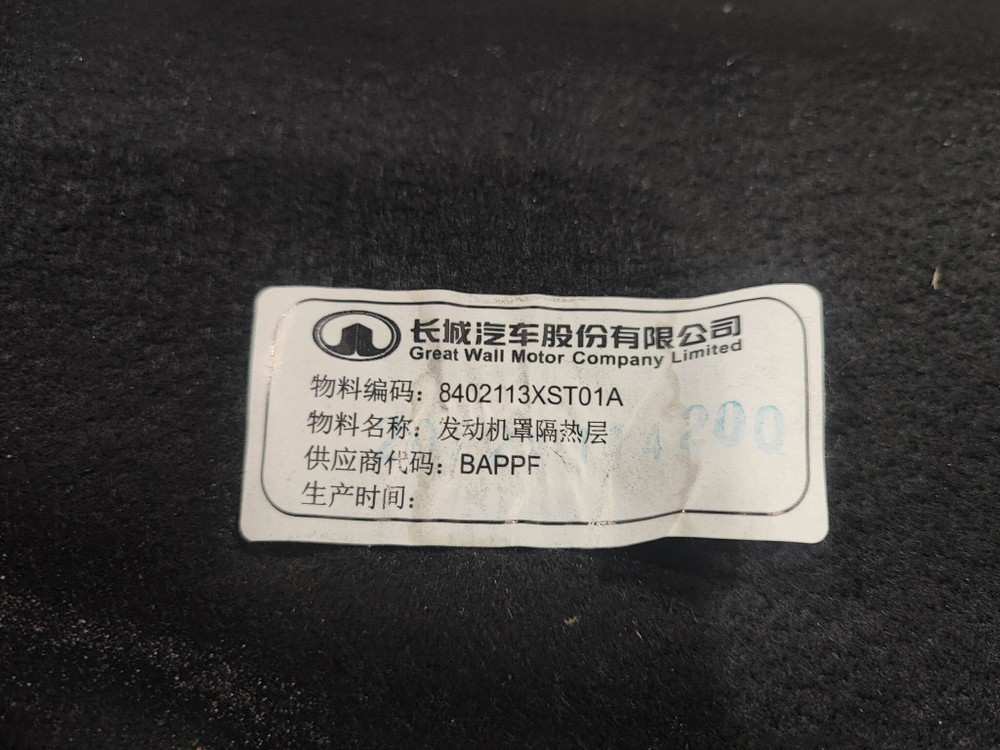 长城汽车股份有限公司
Great Wall Motor Company Limited
物料编码：8402113XST01A
物料名称：发动机罩隔热层
供应商代码：BAPPF
生产时间：